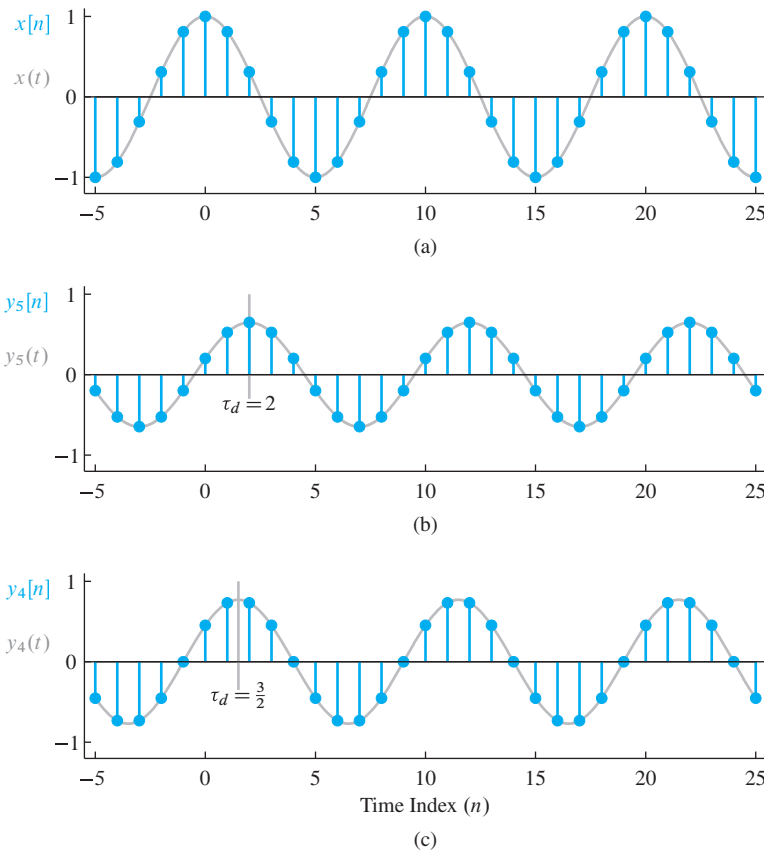 x[n]
x(t)
1
0
−1
−5 0 5 10 15 20 25
(a)
y₅[n]
y₅(t)
1
0
−1
τ_d = 2
−5 0 5 10 15 20 25
(b)
y₄[n]
y₄(t)
1
0
−1
τ_d = 3/2
−5 0 5 10 15 20 25
Time Index (n)
(c)